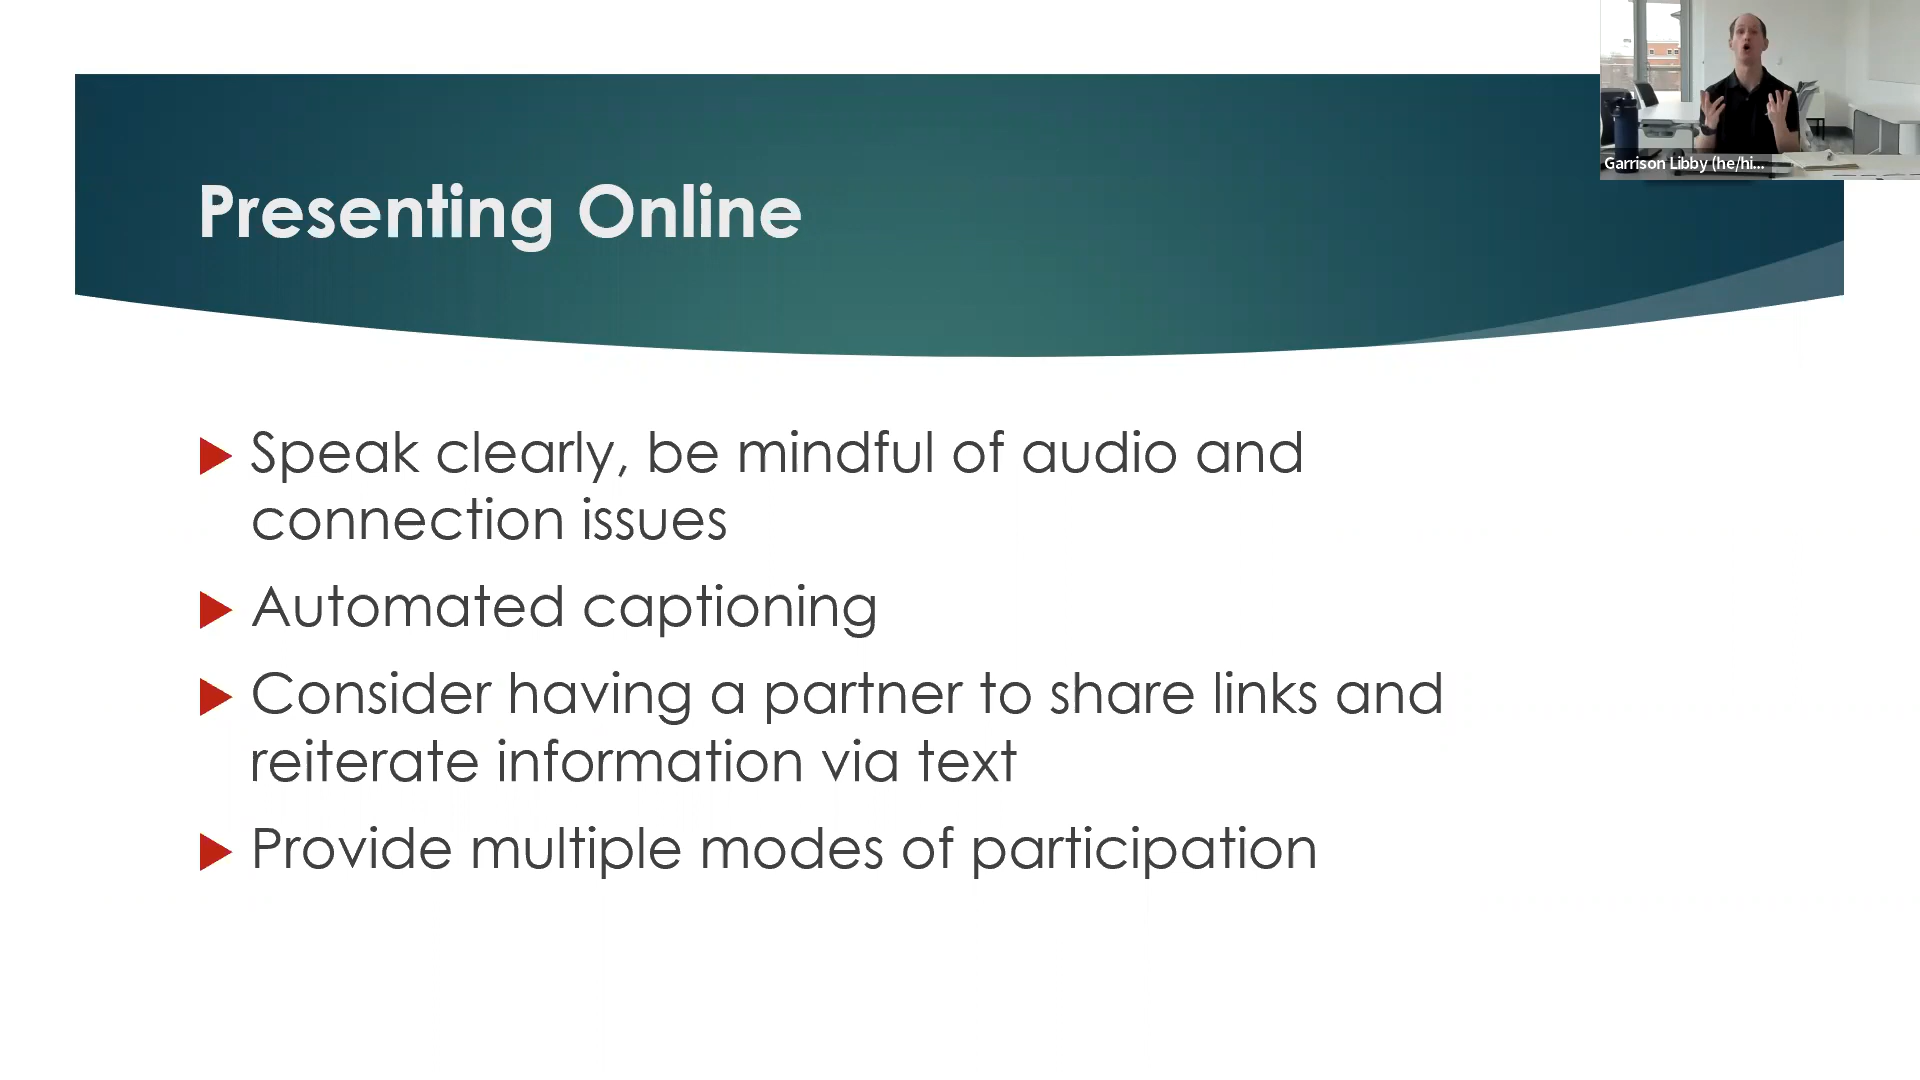 Garrison Libby (he/hi...
Presenting Online
Speak clearly, be mindful of audio and
connection issues
Automated captioning
Consider having a partner to share links and
reiterate information via text
Provide multiple modes of participation